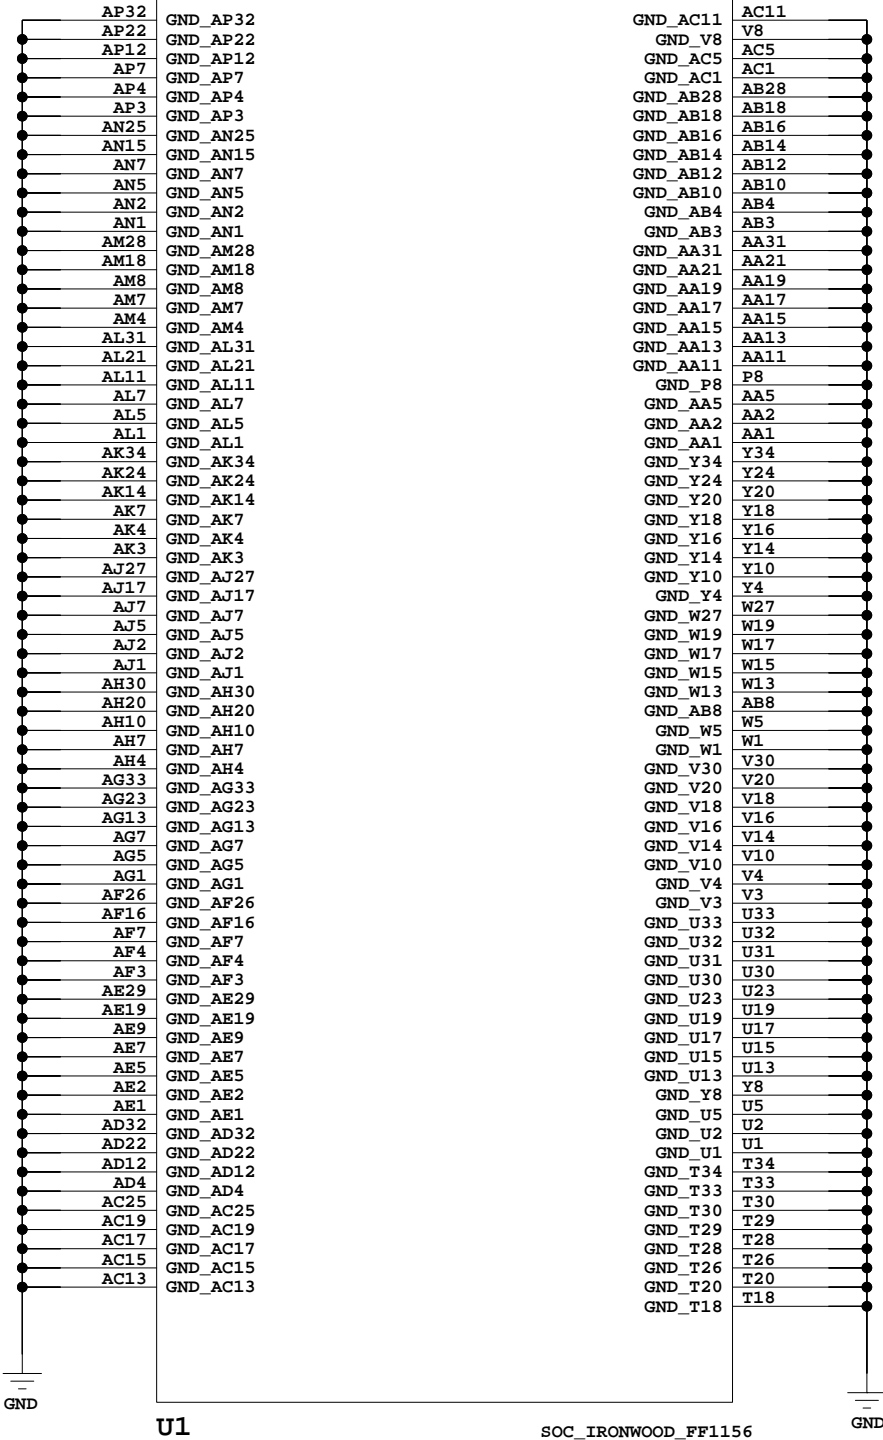 AP32 GND_AP32
AP22 GND_AP22
AP12 GND_AP12
AP7 GND_AP7
AP4 GND_AP4
AP3 GND_AP3
AN25 GND_AN25
AN15 GND_AN15
AN7 GND_AN7
AN5 GND_AN5
AN2 GND_AN2
AN1 GND_AN1
AM28 GND_AM28
AM18 GND_AM18
AM8 GND_AM8
AM7 GND_AM7
AM4 GND_AM4
AL31 GND_AL31
AL21 GND_AL21
AL11 GND_AL11
AL7 GND_AL7
AL5 GND_AL5
AL1 GND_AL1
AK34 GND_AK34
AK24 GND_AK24
AK14 GND_AK14
AK7 GND_AK7
AK4 GND_AK4
AK3 GND_AK3
AJ27 GND_AJ27
AJ17 GND_AJ17
AJ7 GND_AJ7
AJ5 GND_AJ5
AJ2 GND_AJ2
AJ1 GND_AJ1
AH30 GND_AH30
AH20 GND_AH20
AH10 GND_AH10
AH7 GND_AH7
AH4 GND_AH4
AG33 GND_AG33
AG23 GND_AG23
AG13 GND_AG13
AG7 GND_AG7
AG5 GND_AG5
AG1 GND_AG1
AF26 GND_AF26
AF16 GND_AF16
AF7 GND_AF7
AF4 GND_AF4
AF3 GND_AF3
AE29 GND_AE29
AE19 GND_AE19
AE9 GND_AE9
AE7 GND_AE7
AE5 GND_AE5
AE2 GND_AE2
AE1 GND_AE1
AD32 GND_AD32
AD22 GND_AD22
AD12 GND_AD12
AD4 GND_AD4
AC25 GND_AC25
AC19 GND_AC19
AC17 GND_AC17
AC15 GND_AC15
AC13 GND_AC13
GND
GND_AC11 AC11
GND_V8 V8
GND_AC5 AC5
GND_AC1 AC1
GND_AB28 AB28
GND_AB18 AB18
GND_AB16 AB16
GND_AB14 AB14
GND_AB12 AB12
GND_AB10 AB10
GND_AB4 AB4
GND_AB3 AB3
GND_AA31 AA31
GND_AA21 AA21
GND_AA19 AA19
GND_AA17 AA17
GND_AA15 AA15
GND_AA13 AA13
GND_AA11 AA11
GND_P8 P8
GND_AA5 AA5
GND_AA2 AA2
GND_AA1 AA1
GND_Y34 Y34
GND_Y24 Y24
GND_Y20 Y20
GND_Y18 Y18
GND_Y16 Y16
GND_Y14 Y14
GND_Y10 Y10
GND_Y4 Y4
GND_W27 W27
GND_W19 W19
GND_W17 W17
GND_W15 W15
GND_W13 W13
GND_AB8 AB8
GND_W5 W5
GND_W1 W1
GND_V30 V30
GND_V20 V20
GND_V18 V18
GND_V16 V16
GND_V14 V14
GND_V10 V10
GND_V4 V4
GND_V3 V3
GND_U33 U33
GND_U32 U32
GND_U31 U31
GND_U30 U30
GND_U23 U23
GND_U19 U19
GND_U17 U17
GND_U15 U15
GND_U13 U13
GND_Y8 Y8
GND_U5 U5
GND_U2 U2
GND_U1 U1
GND_T34 T34
GND_T33 T33
GND_T30 T30
GND_T29 T29
GND_T28 T28
GND_T26 T26
GND_T20 T20
GND_T18 T18
GND
U1
SOC_IRONWOOD_FF1156